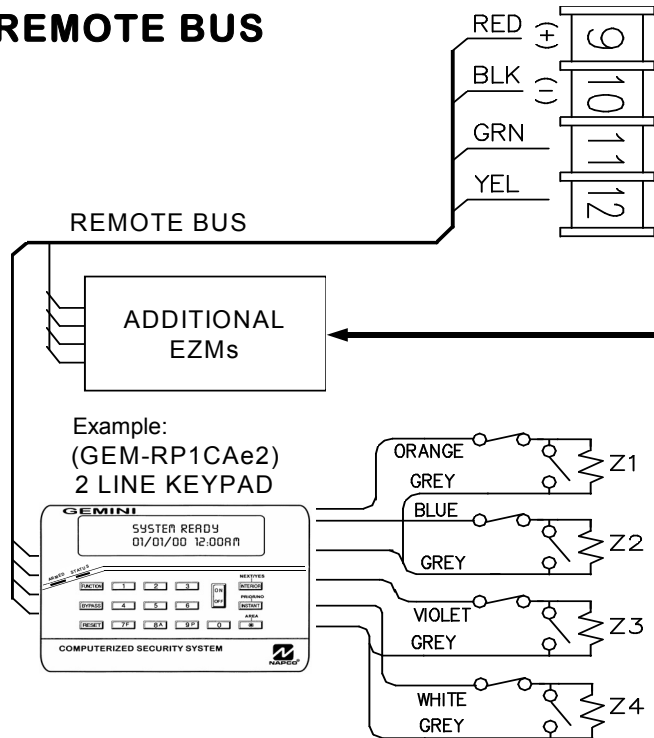 REMOTE BUS
RED (+) 9
BLK (−) 10
GRN 11
YEL 12
REMOTE BUS
ADDITIONAL
EZMs
Example:
(GEM-RP1CAe2)
2 LINE KEYPAD
GEMINI
SYSTEM READY
01/01/00 12:00AM
ARMED STATUS
NEXT/YES
FUNCTION 1 2 3 ON INTERIOR
OFF
PRIOR/NO
BYPASS 4 5 6 INSTANT
AREA
RESET 7F 8A 9P 0 ✱
COMPUTERIZED SECURITY SYSTEM
NAPCO
ORANGE
GREY
Z1
BLUE
GREY
Z2
VIOLET
GREY
Z3
WHITE
GREY
Z4